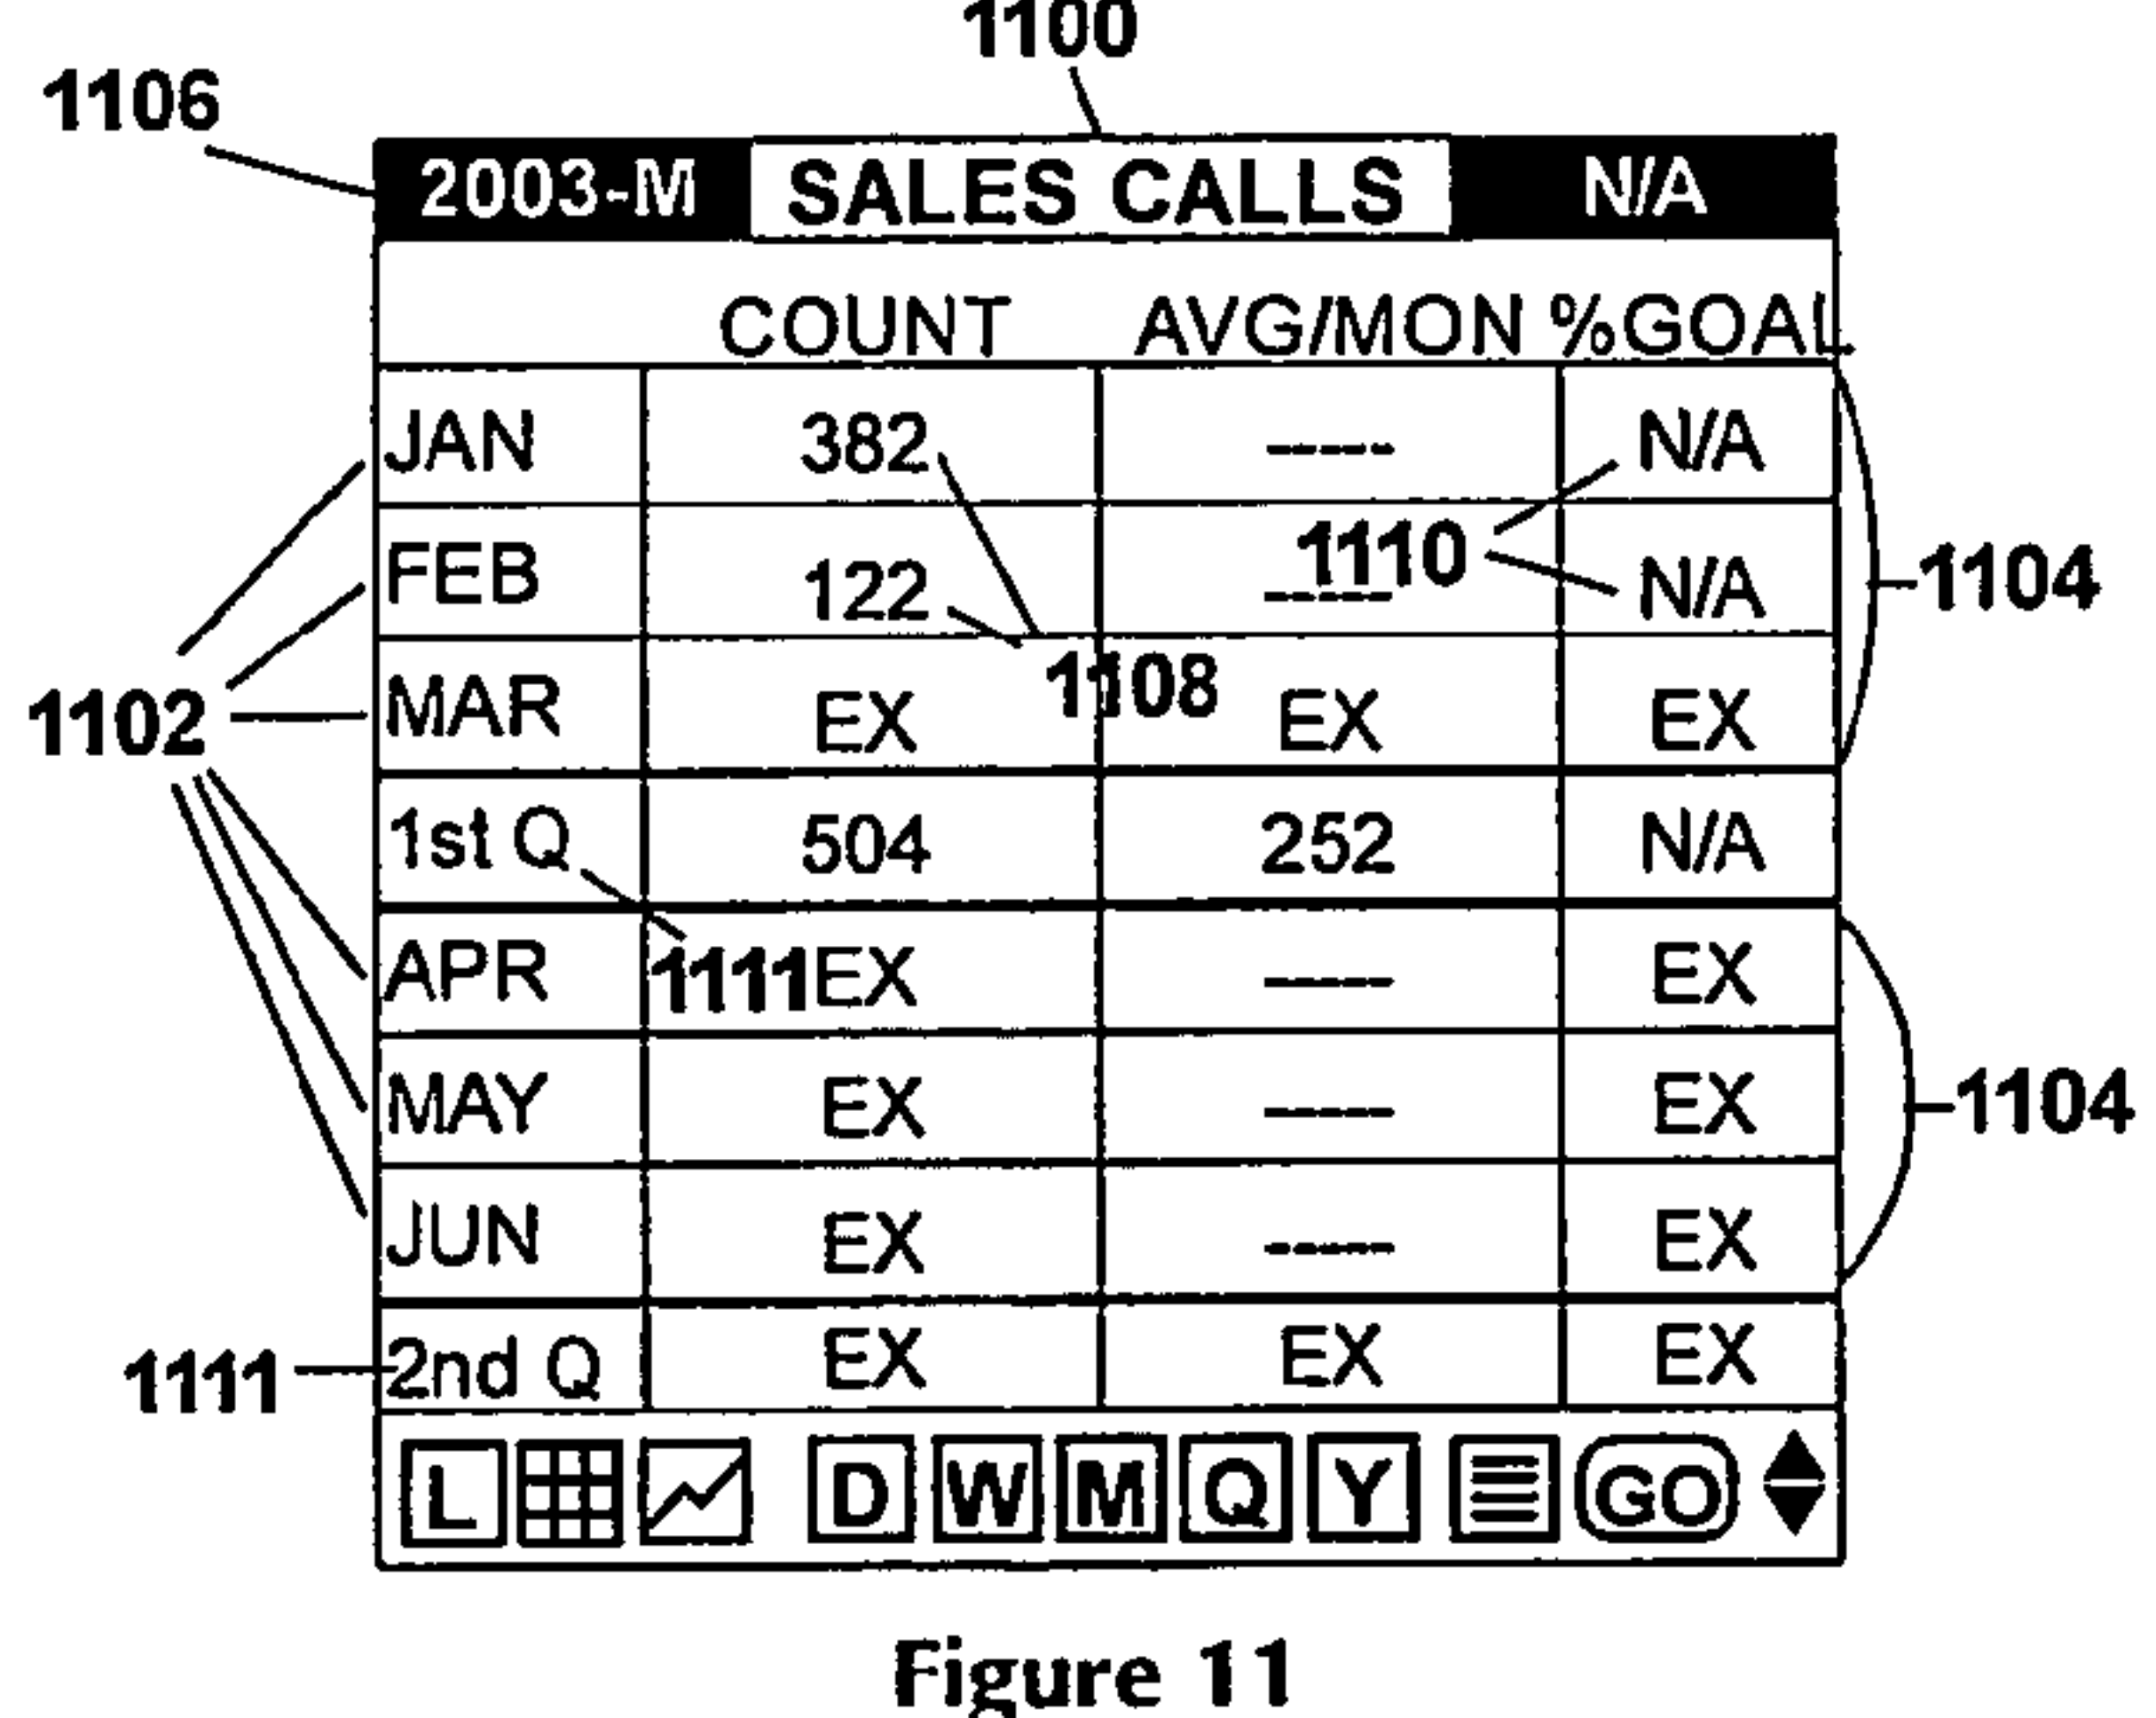 1100
1106
2003-M SALES CALLS N/A
COUNT AVG/MON %GOAL
JAN 382 ---- N/A
FEB 122 ----- N/A
1110
1104
MAR EX EX EX
1108
1102
1st Q 504 252 N/A
APR EX ----- EX
1111
MAY EX ----- EX
1104
JUN EX ----- EX
2nd Q EX EX EX
1111
L D W M Q Y GO
Figure 11